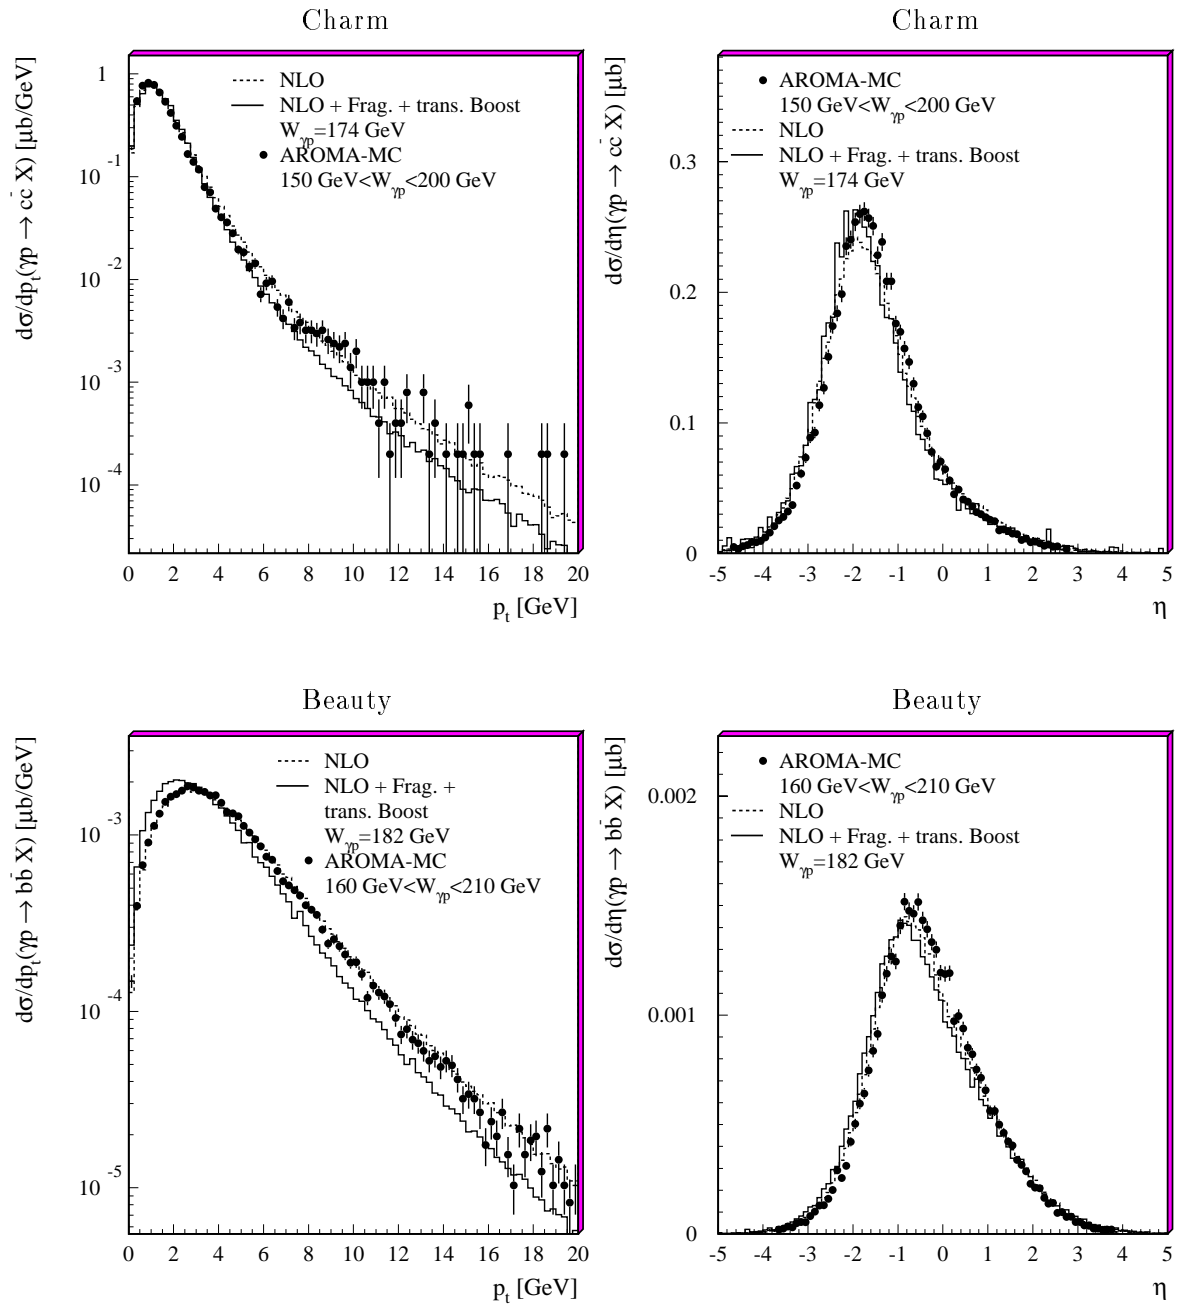 Charm
dσ/dp_t(γp → cc̄ X) [μb/GeV]
1
10 -1
10 -2
10 -3
10 -4
NLO
NLO + Frag. + trans. Boost
W_γp=174 GeV
AROMA-MC
150 GeV<W_γp<200 GeV
0 2 4 6 8 10 12 14 16 18 20
p_t [GeV]
Charm
dσ/dη(γp → cc̄ X) [μb]
0.3
0.2
0.1
0
AROMA-MC
150 GeV<W_γp<200 GeV
NLO
NLO + Frag. + trans. Boost
W_γp=174 GeV
-5 -4 -3 -2 -1 0 1 2 3 4 5
η
Beauty
dσ/dp_t(γp → bb̄ X) [μb/GeV]
10 -3
10 -4
10 -5
NLO
NLO + Frag. +
trans. Boost
W_γp=182 GeV
AROMA-MC
160 GeV<W_γp<210 GeV
0 2 4 6 8 10 12 14 16 18 20
p_t [GeV]
Beauty
dσ/dη(γp → bb̄ X) [μb]
0.002
0.001
0
AROMA-MC
160 GeV<W_γp<210 GeV
NLO
NLO + Frag. + trans. Boost
W_γp=182 GeV
-5 -4 -3 -2 -1 0 1 2 3 4 5
η